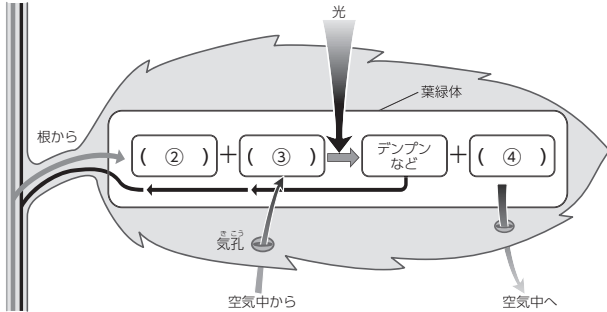 光
葉緑体
根から
( ② ) + ( ③ ) デンプン + ( ④ )
など
きこう
気孔
空気中から
空気中へ